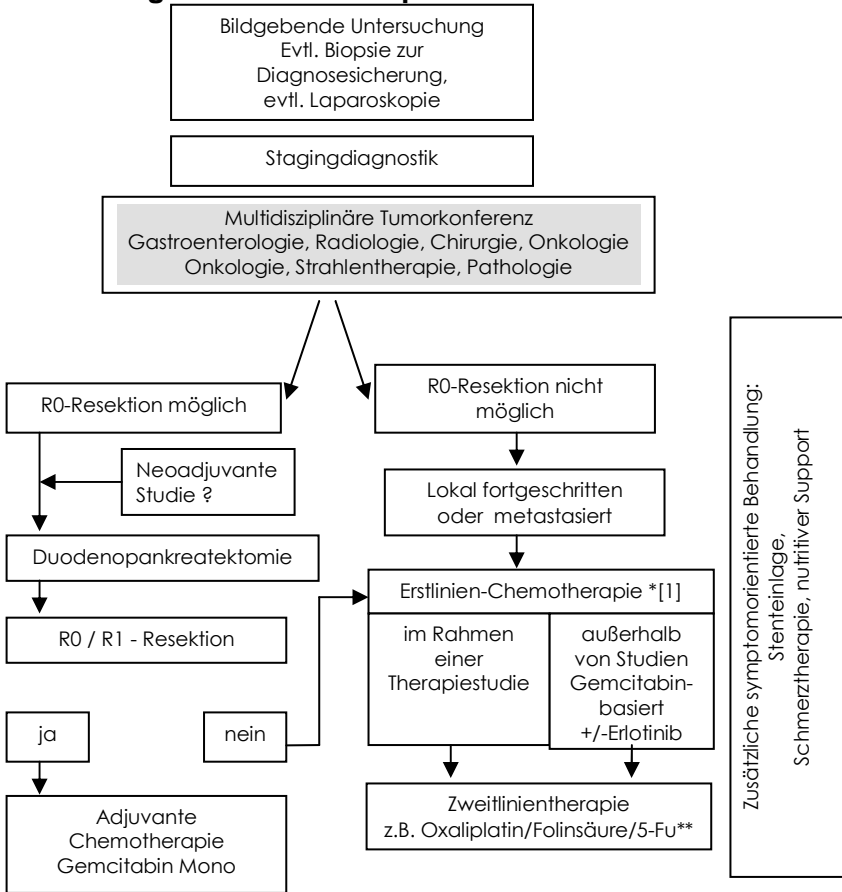 Bildgebende Untersuchung
Evtl. Biopsie zur
Diagnosesicherung,
evtl. Laparoskopie
Stagingdiagnostik
Multidisziplinäre Tumorkonferenz
Gastroenterologie, Radiologie, Chirurgie, Onkologie
Onkologie, Strahlentherapie, Pathologie
R0-Resektion möglich
Neoadjuvante
Studie ?
Duodenopankreatektomie
R0 / R1 - Resektion
ja
nein
Adjuvante
Chemotherapie
Gemcitabin Mono
R0-Resektion nicht
möglich
Lokal fortgeschritten
oder metastasiert
Erstlinien-Chemotherapie *[1]
im Rahmen
einer
Therapiestudie
außerhalb
von Studien
Gemcitabin-
basiert
+/-Erlotinib
Zweitlinientherapie
z.B. Oxaliplatin/Folinsäure/5-Fu**
Zusätzliche symptomorientierte Behandlung:
Stenteinlage,
Schmerztherapie, nutritiver Support